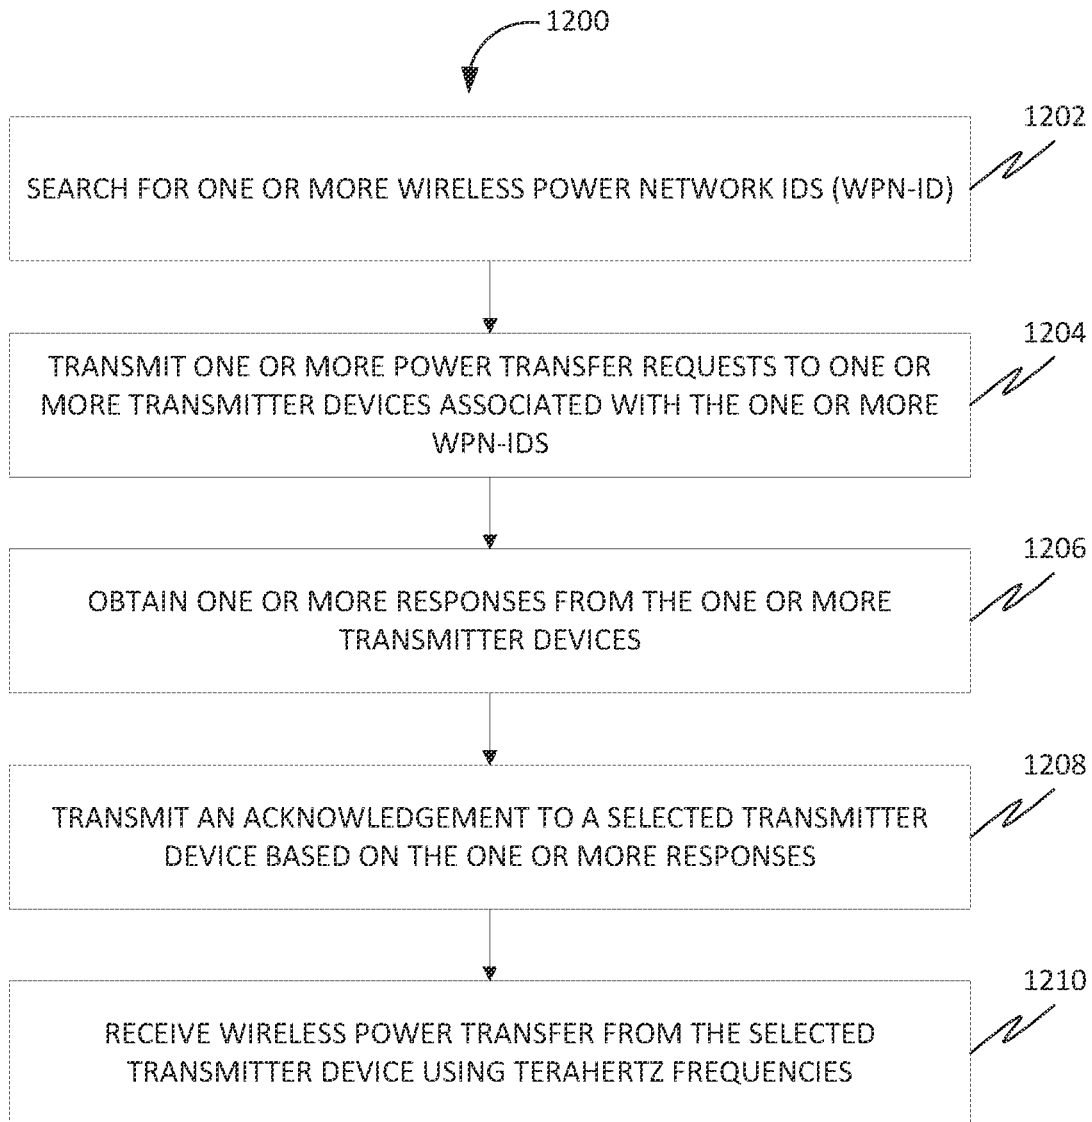 1200
1202
SEARCH FOR ONE OR MORE WIRELESS POWER NETWORK IDS (WPN-ID)
1204
TRANSMIT ONE OR MORE POWER TRANSFER REQUESTS TO ONE OR
MORE TRANSMITTER DEVICES ASSOCIATED WITH THE ONE OR MORE
WPN-IDS
1206
OBTAIN ONE OR MORE RESPONSES FROM THE ONE OR MORE
TRANSMITTER DEVICES
1208
TRANSMIT AN ACKNOWLEDGEMENT TO A SELECTED TRANSMITTER
DEVICE BASED ON THE ONE OR MORE RESPONSES
1210
RECEIVE WIRELESS POWER TRANSFER FROM THE SELECTED
TRANSMITTER DEVICE USING TERAHERTZ FREQUENCIES